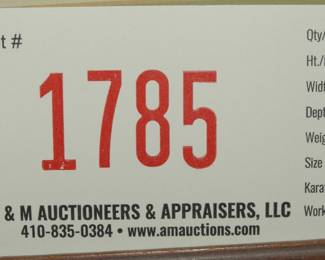 t #
1785
& M AUCTIONEERS & APPRAISERS, LLC
410-835-0384 • www.amauctions.com
Qty/
Ht./
Widt
Dept
Weig
Size
Kara
Work